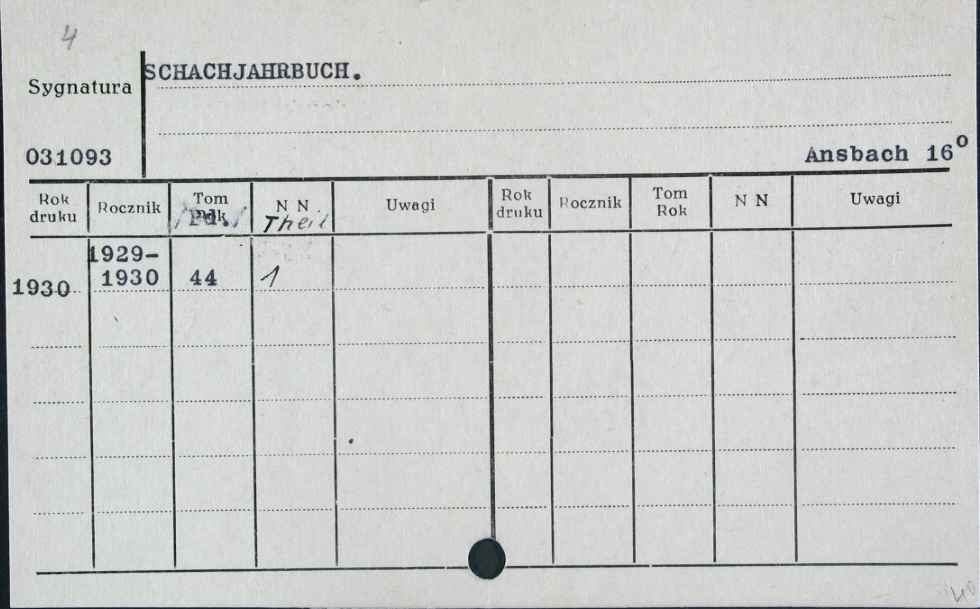 4
SCHACHJAHRBUCH.
Sygnatura
031093
Ansbach 16°
Rok druku Rocznik Tom Rok Bd. N N Theil Uwagi Rok druku Rocznik Tom Rok N N Uwagi
1929-
1930 1930 44 1